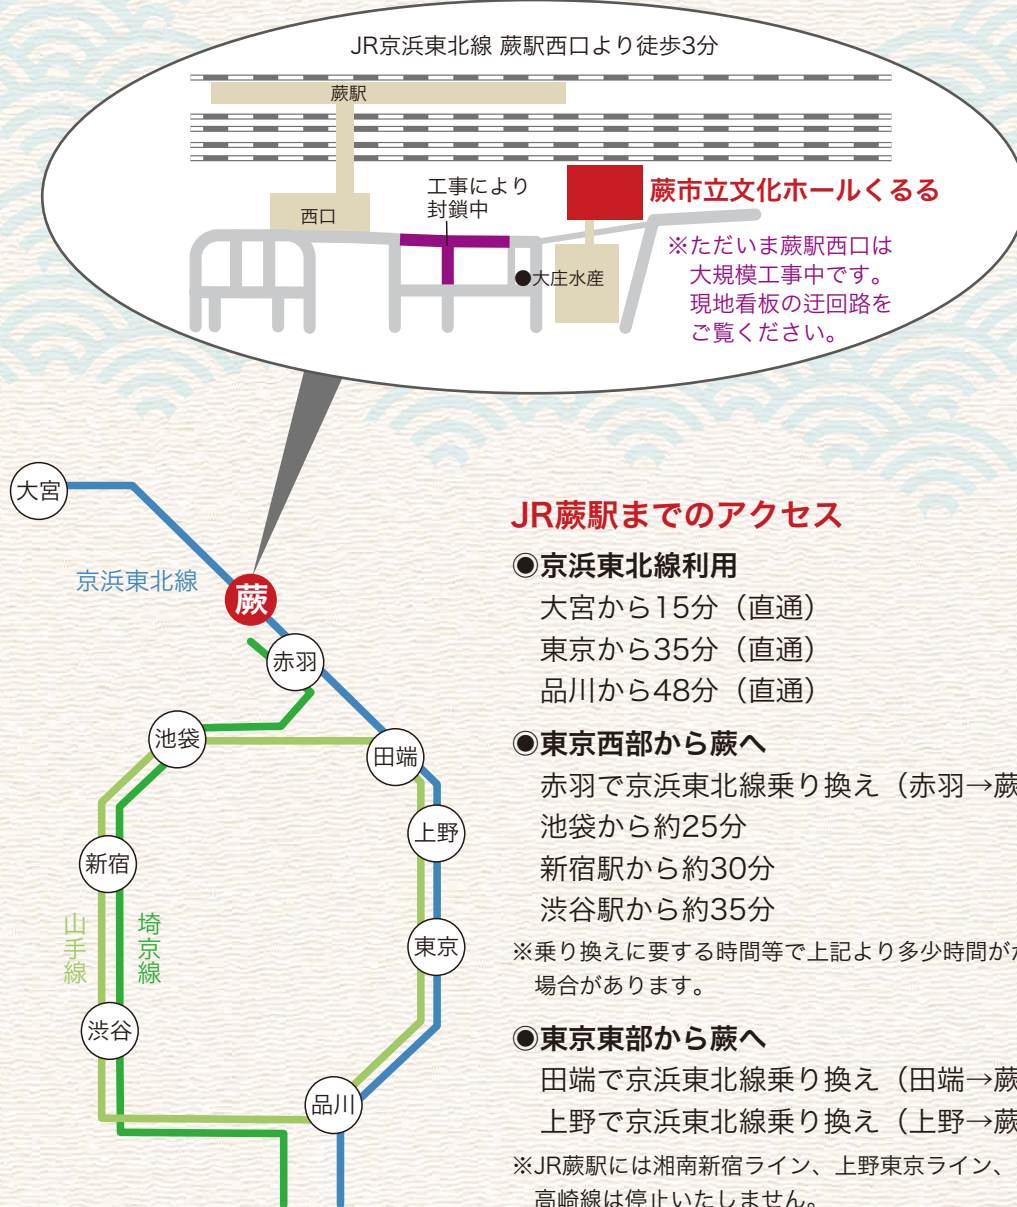 JR京浜東北線 蕨駅西口より徒歩3分
蕨駅
工事により
封鎖中
西口
蕨市立文化ホールくるる
●大庄水産
※ただいま蕨駅西口は
大規模工事中です。
現地看板の迂回路を
ご覧ください。
大宮
京浜東北線
蕨
赤羽
池袋
田端
上野
新宿
山手線
埼京線
東京
渋谷
品川
JR蕨駅までのアクセス
◉京浜東北線利用
大宮から15分（直通）
東京から35分（直通）
品川から48分（直通）
◉東京西部から蕨へ
赤羽で京浜東北線乗り換え（赤羽→蕨
池袋から約25分
新宿駅から約30分
渋谷駅から約35分
※乗り換えに要する時間等で上記より多少時間が
場合があります。
◉東京東部から蕨へ
田端で京浜東北線乗り換え（田端→蕨
上野で京浜東北線乗り換え（上野→蕨
※JR蕨駅には湘南新宿ライン、上野東京ライン、
高崎線は停止いたしません。